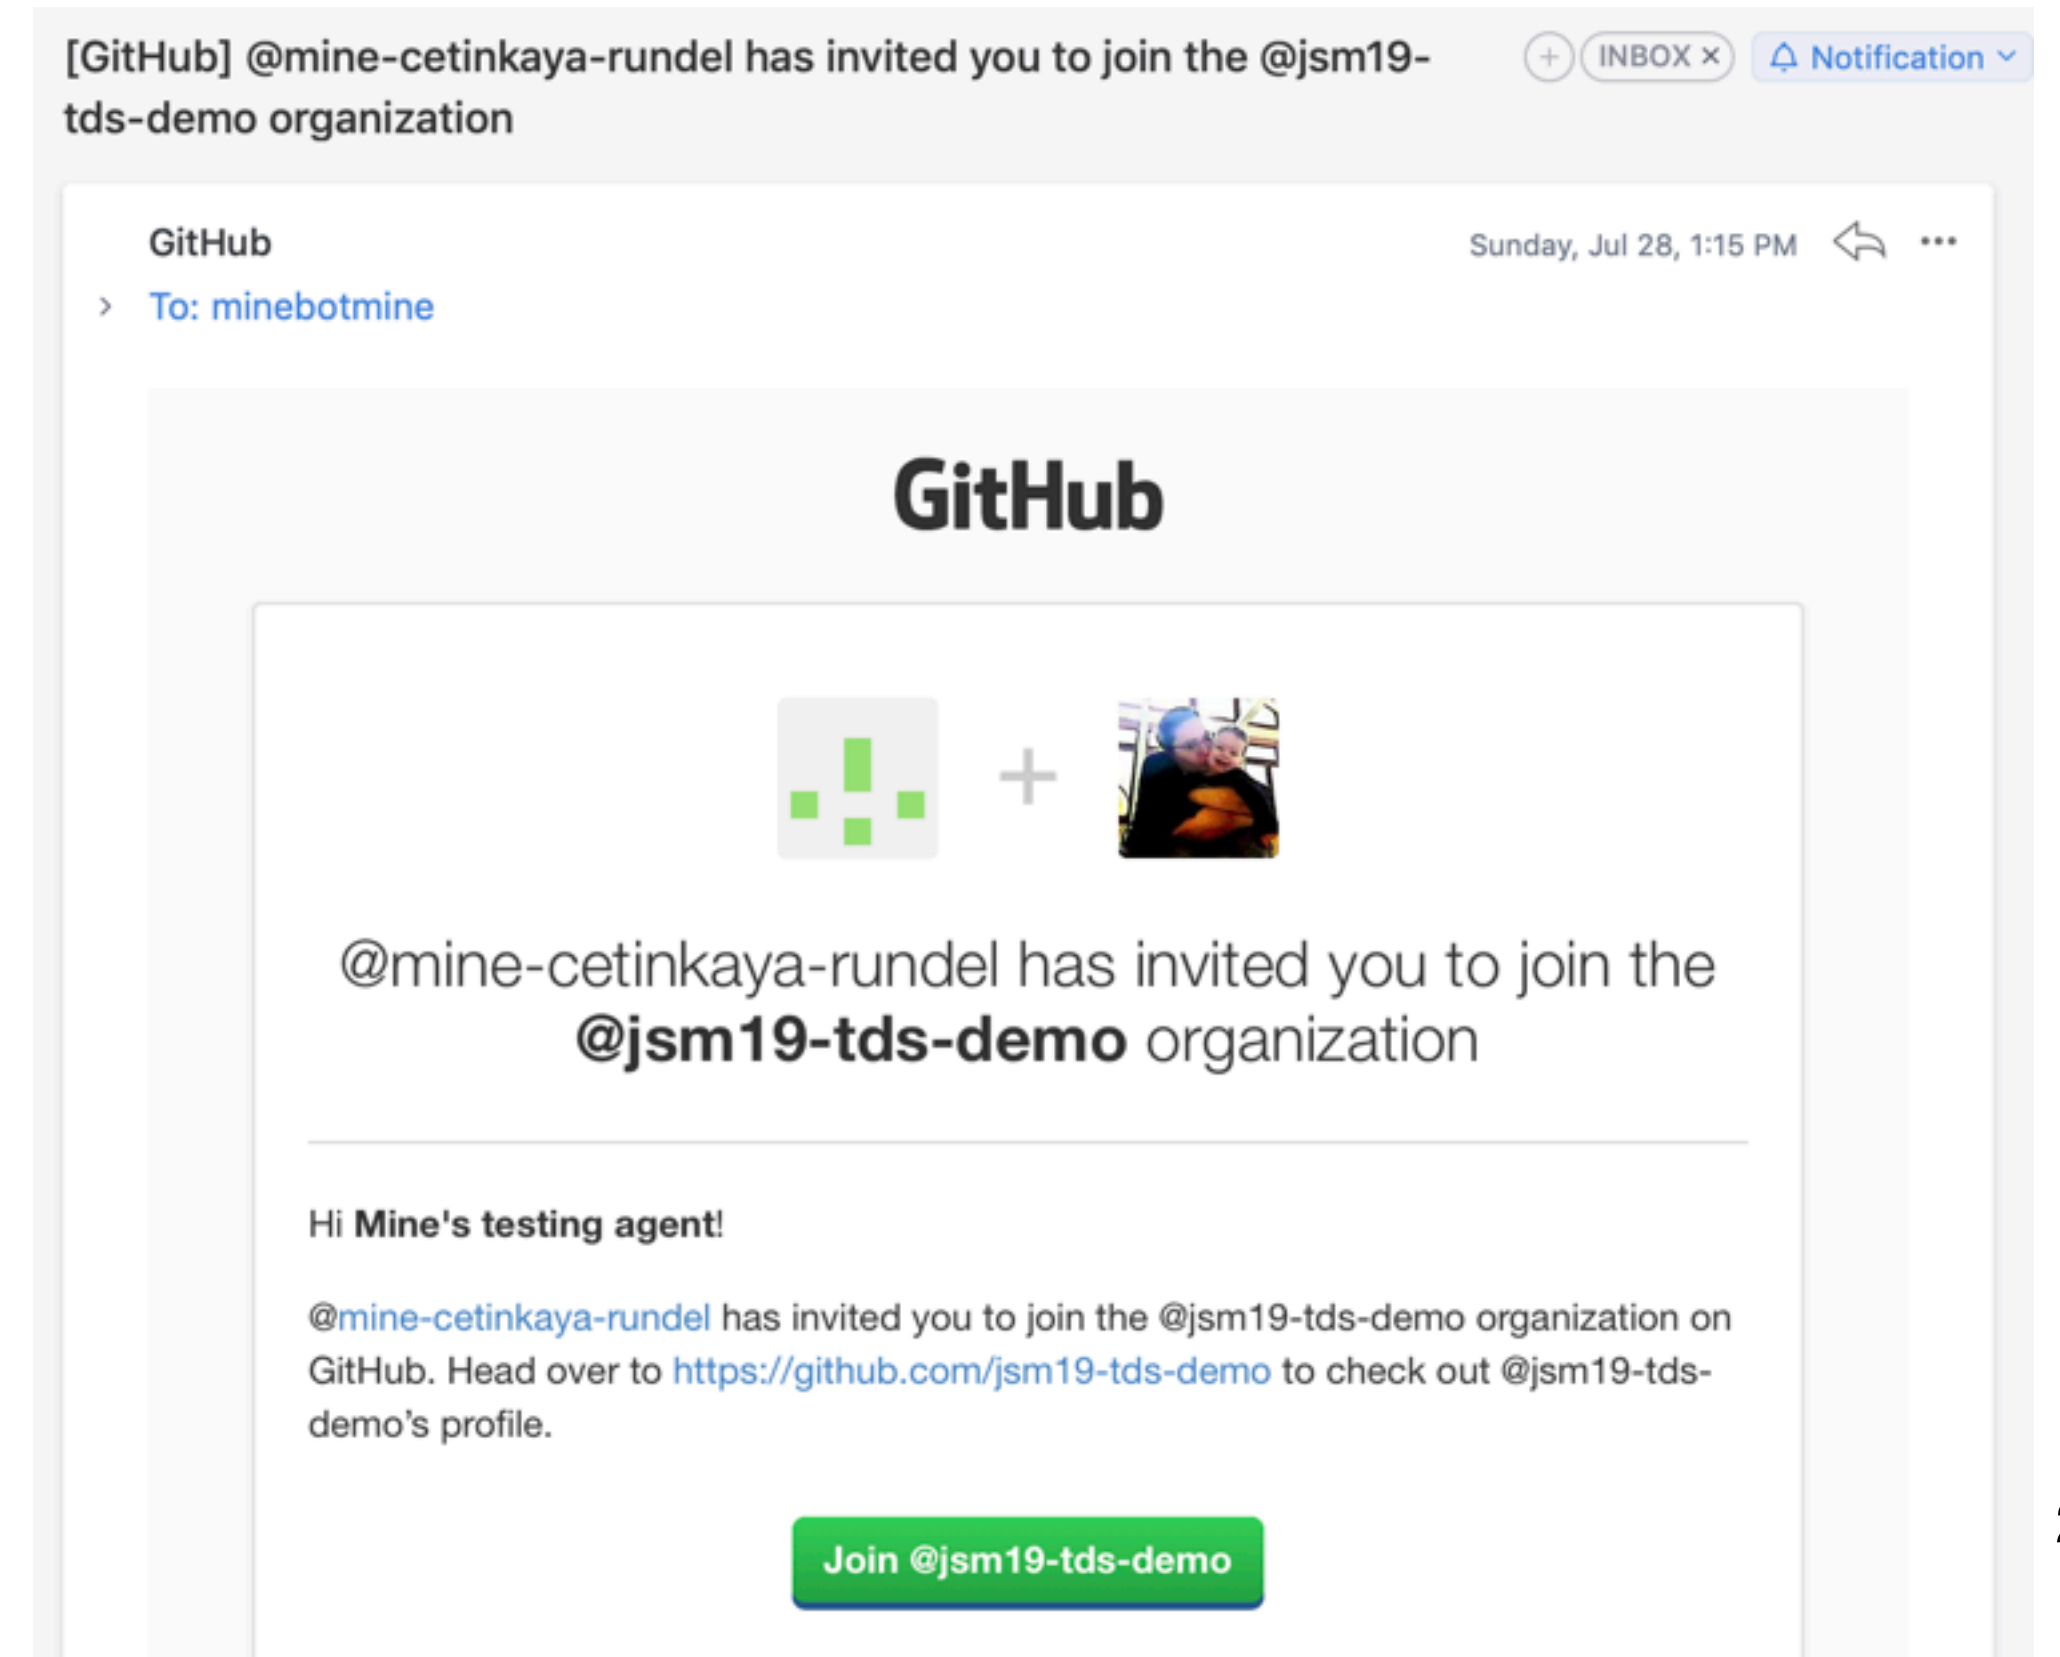 [GitHub] @mine-cetinkaya-rundel has invited you to join the @jsm19-
tds-demo organization
INBOX ×
Notification
GitHub
Sunday, Jul 28, 1:15 PM
To: minebotmine
GitHub
@mine-cetinkaya-rundel has invited you to join the
@jsm19-tds-demo organization
Hi Mine's testing agent!
@mine-cetinkaya-rundel has invited you to join the @jsm19-tds-demo organization on
GitHub. Head over to https://github.com/jsm19-tds-demo to check out @jsm19-tds-
demo’s profile.
Join @jsm19-tds-demo